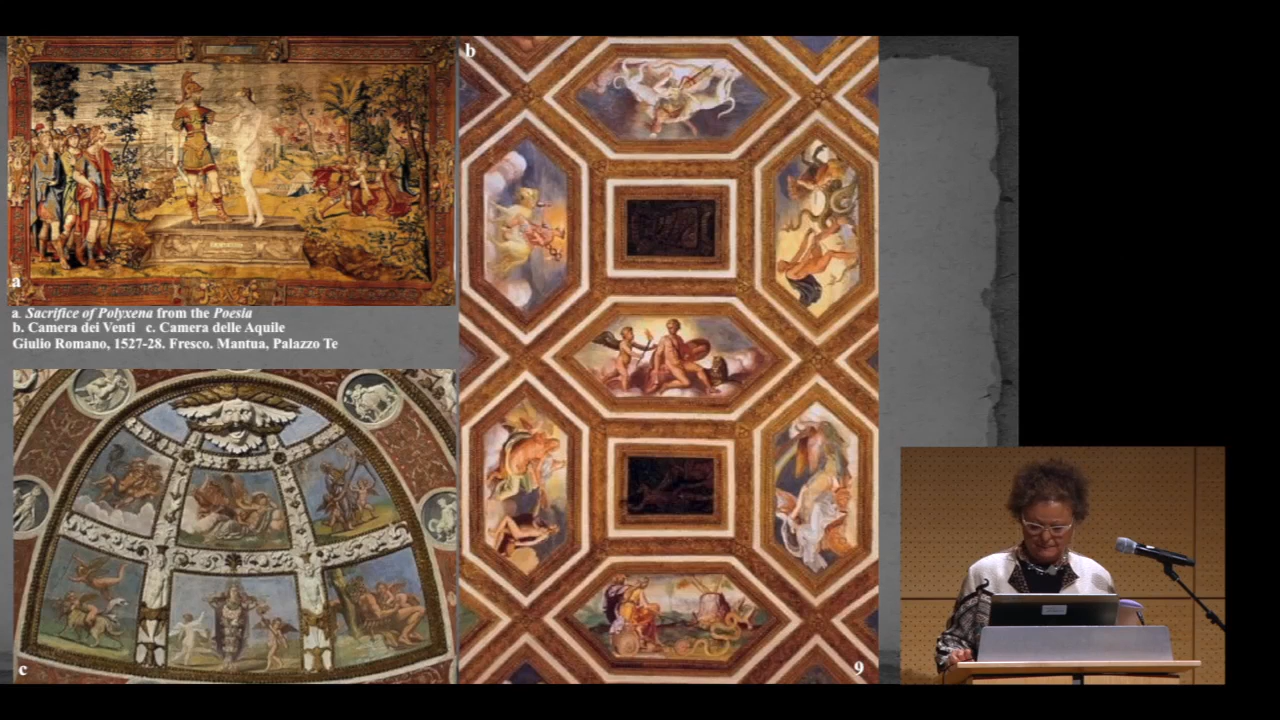 b
a
a. Sacrifice of Polyxena from the Poesia
b. Camera dei Venti c. Camera delle Aquile
Giulio Romano, 1527-28. Fresco. Mantua, Palazzo Te
c
9